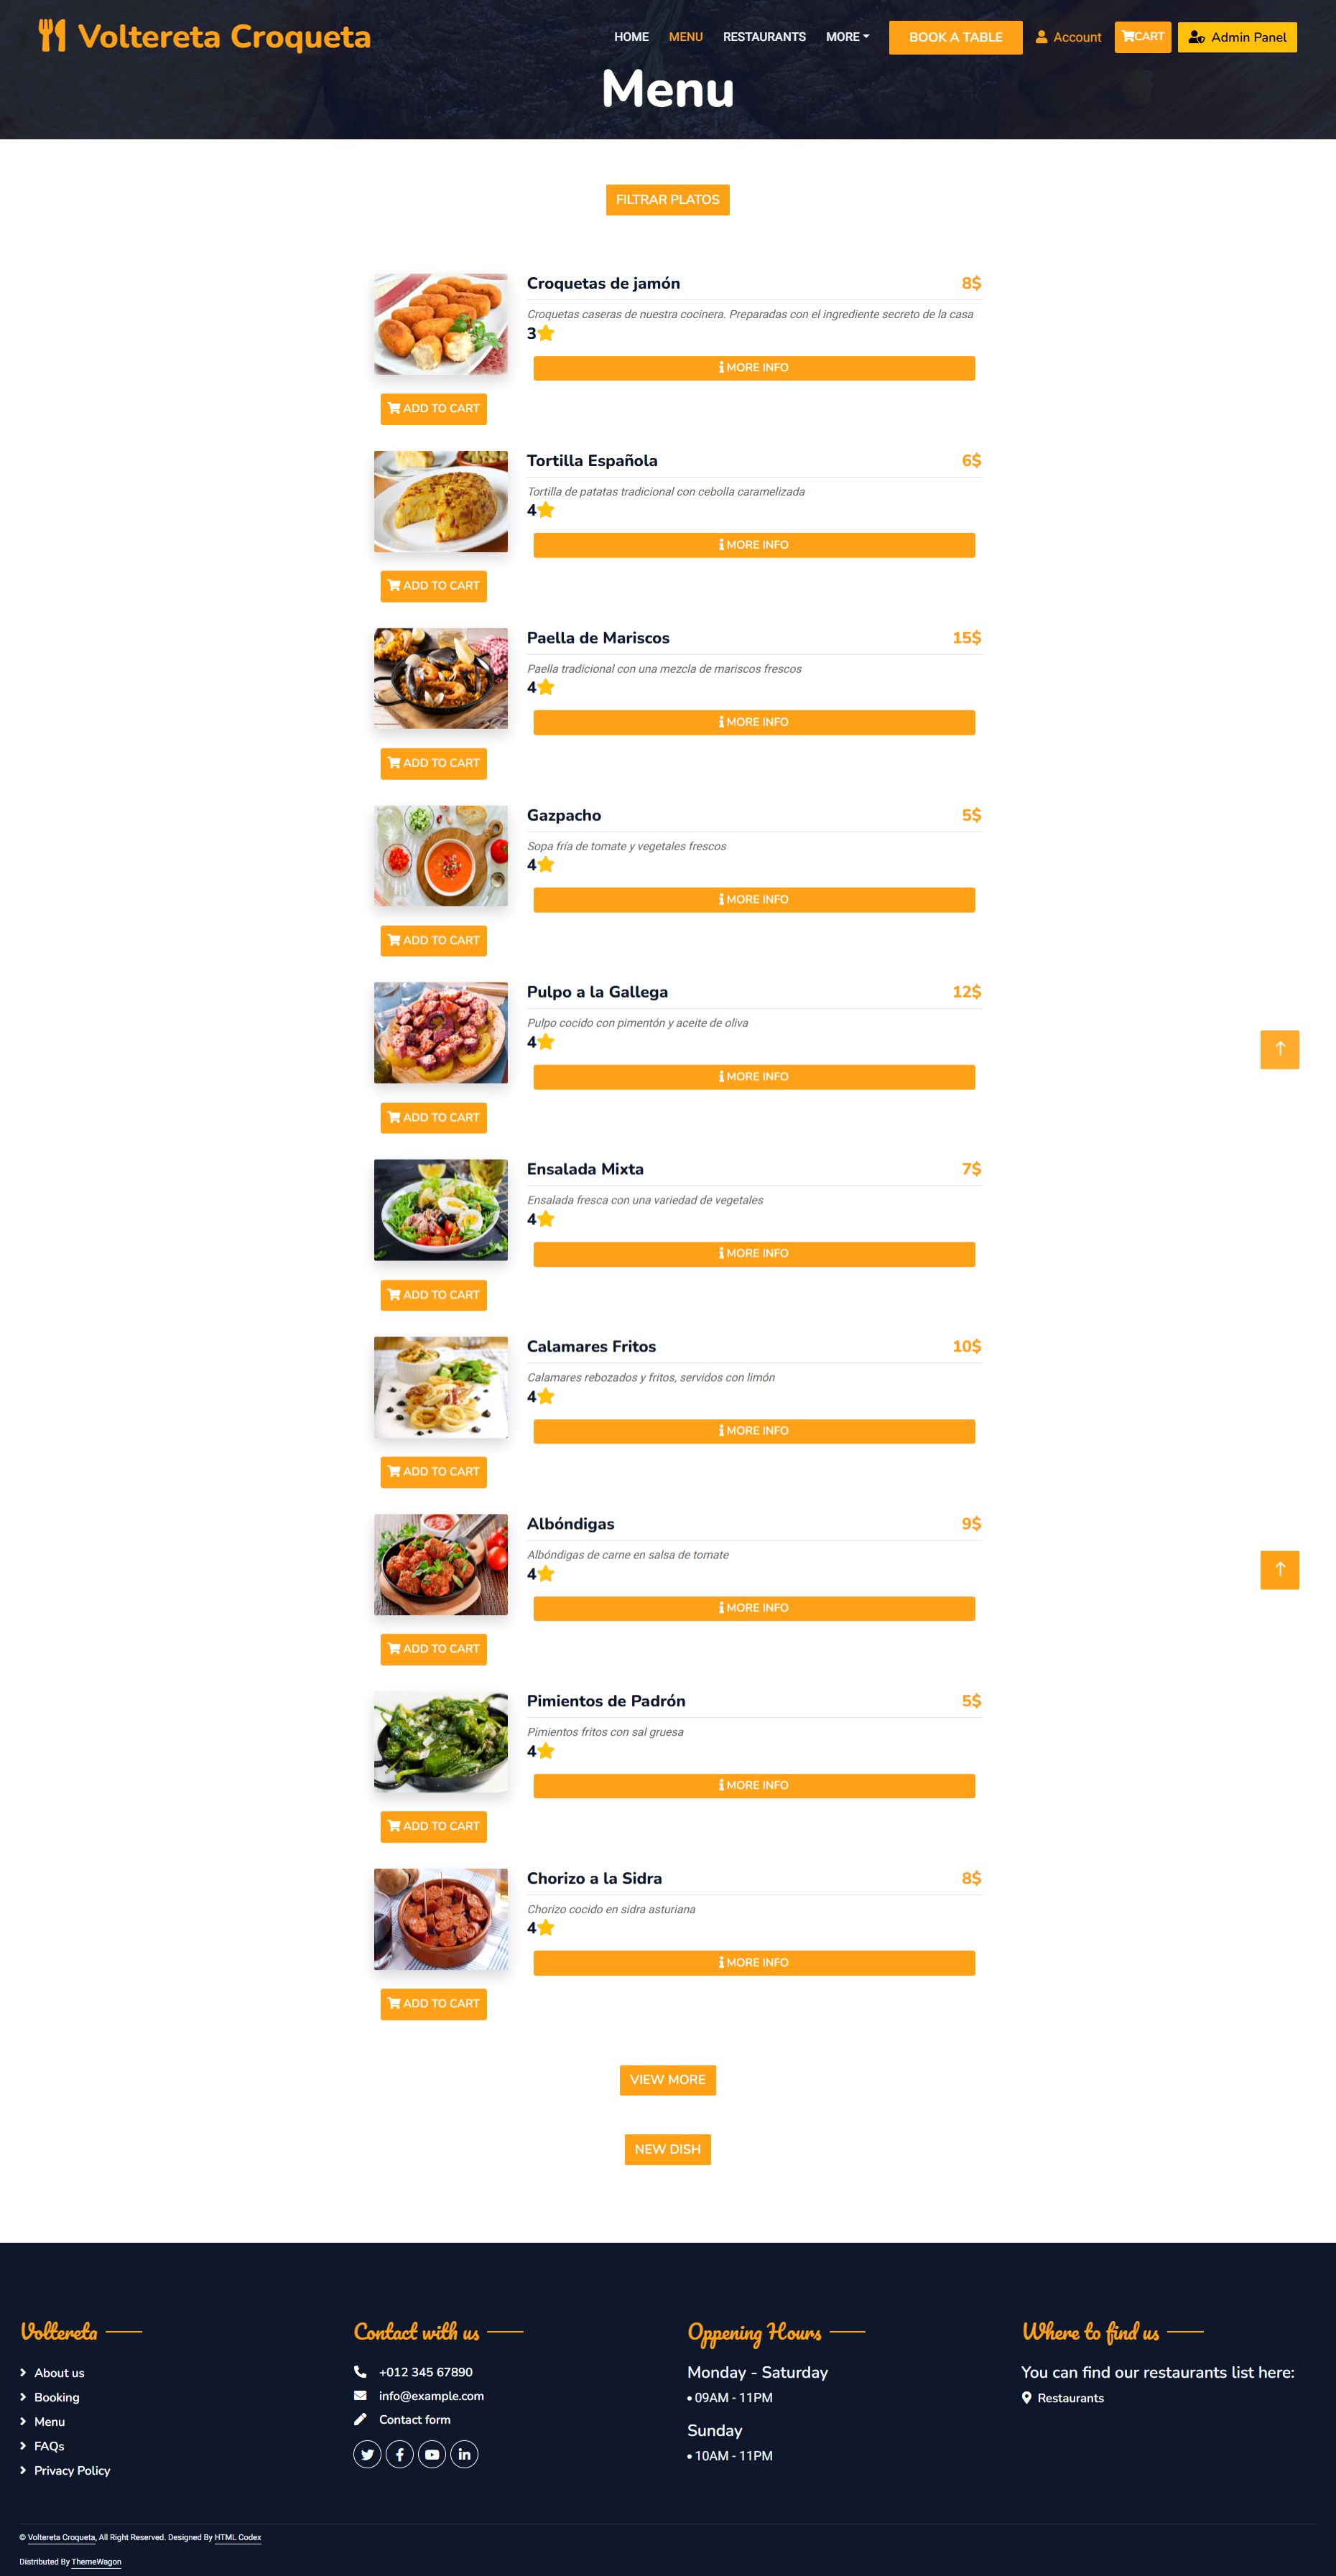 Voltereta Croqueta
HOME MENU RESTAURANTS MORE BOOK A TABLE Account CART Admin Panel
Menu
FILTRAR PLATOS
Croquetas de jamón 8$
Croquetas caseras de nuestra cocinera. Preparadas con el ingrediente secreto de la casa
3
MORE INFO
ADD TO CART
Tortilla Española 6$
Tortilla de patatas tradicional con cebolla caramelizada
4
MORE INFO
ADD TO CART
Paella de Mariscos 15$
Paella tradicional con una mezcla de mariscos frescos
4
MORE INFO
ADD TO CART
Gazpacho 5$
Sopa fría de tomate y vegetales frescos
4
MORE INFO
ADD TO CART
Pulpo a la Gallega 12$
Pulpo cocido con pimentón y aceite de oliva
4
MORE INFO
ADD TO CART
Ensalada Mixta 7$
Ensalada fresca con una variedad de vegetales
4
MORE INFO
ADD TO CART
Calamares Fritos 10$
Calamares rebozados y fritos, servidos con limón
4
MORE INFO
ADD TO CART
Albóndigas 9$
Albóndigas de carne en salsa de tomate
4
MORE INFO
ADD TO CART
Pimientos de Padrón 5$
Pimientos fritos con sal gruesa
4
MORE INFO
ADD TO CART
Chorizo a la Sidra 8$
Chorizo cocido en sidra asturiana
4
MORE INFO
ADD TO CART
VIEW MORE
NEW DISH
Voltereta
About us
Booking
Menu
FAQs
Privacy Policy
Contact with us
+012 345 67890
info@example.com
Contact form
Oppening Hours
Monday - Saturday
• 09AM - 11PM
Sunday
• 10AM - 11PM
Where to find us
You can find our restaurants list here:
Restaurants
© Voltereta Croqueta, All Right Reserved. Designed By HTML Codex
Distributed By ThemeWagon